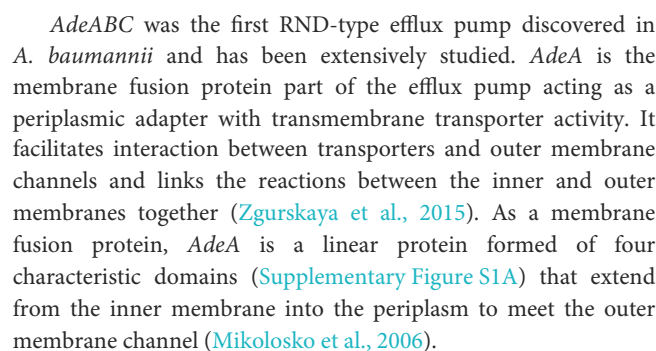 AdeABC was the first RND-type efflux pump discovered in
A. baumannii and has been extensively studied. AdeA is the
membrane fusion protein part of the efflux pump acting as a
periplasmic adapter with transmembrane transporter activity. It
facilitates interaction between transporters and outer membrane
channels and links the reactions between the inner and outer
membranes together (Zgurskaya et al., 2015). As a membrane
fusion protein, AdeA is a linear protein formed of four
characteristic domains (Supplementary Figure S1A) that extend
from the inner membrane into the periplasm to meet the outer
membrane channel (Mikolosko et al., 2006).